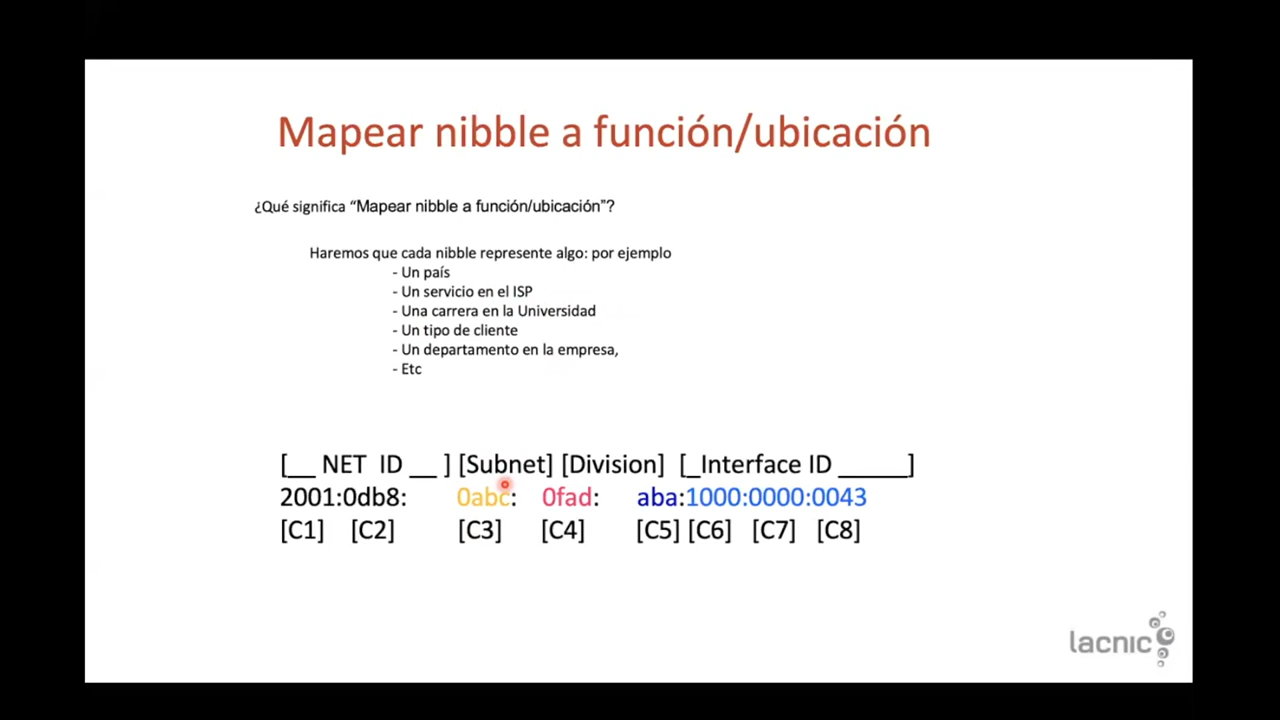 Mapear nibble a función/ubicación
¿Qué significa “Mapear nibble a función/ubicación”?
Haremos que cada nibble represente algo: por ejemplo
- Un país
- Un servicio en el ISP
- Una carrera en la Universidad
- Un tipo de cliente
- Un departamento en la empresa,
- Etc
[__ NET ID __ ] [Subnet] [Division] [_Interface ID _____]
2001:0db8: 0abc: 0fad: aba:1000:0000:0043
[C1] [C2] [C3] [C4] [C5] [C6] [C7] [C8]
lacnic